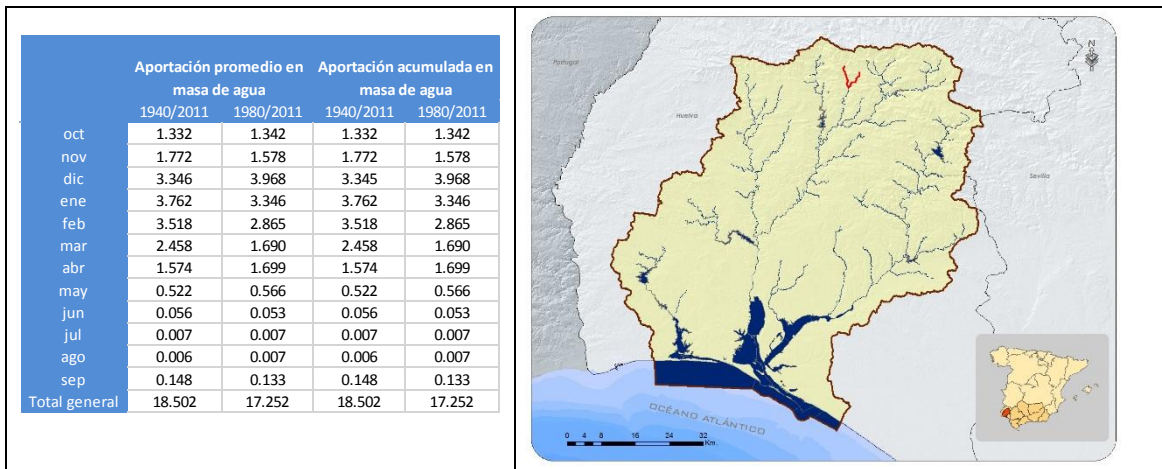 Aportación promedio en masa de agua Aportación acumulada en masa de agua
1940/2011 1980/2011 1940/2011 1980/2011
oct 1.332 1.342 1.332 1.342
nov 1.772 1.578 1.772 1.578
dic 3.346 3.968 3.345 3.968
ene 3.762 3.346 3.762 3.346
feb 3.518 2.865 3.518 2.865
mar 2.458 1.690 2.458 1.690
abr 1.574 1.699 1.574 1.699
may 0.522 0.566 0.522 0.566
jun 0.056 0.053 0.056 0.053
jul 0.007 0.007 0.007 0.007
ago 0.006 0.007 0.006 0.007
sep 0.148 0.133 0.148 0.133
Total general 18.502 17.252 18.502 17.252
Portugal
N
Huelva
Sevilla
OCÉANO ATLÁNTICO
0 4 8 16 24 32
Km.